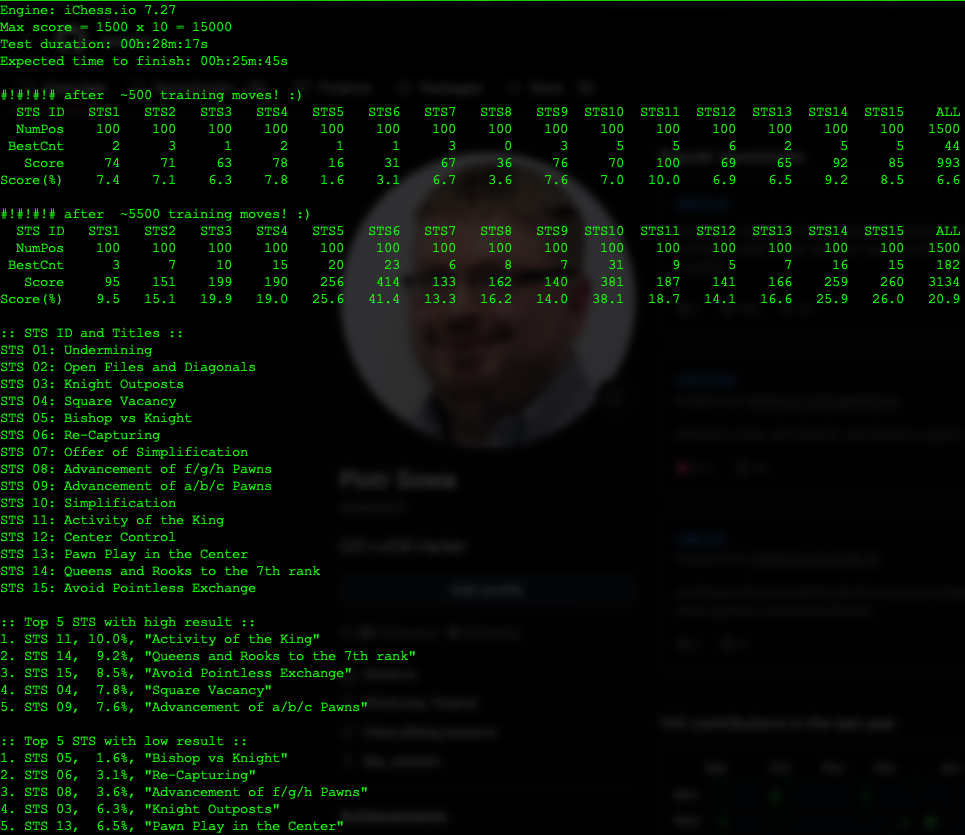 Engine: iChess.io 7.27
Max score = 1500 x 10 = 15000
Test duration: 00h:28m:17s
Expected time to finish: 00h:25m:45s
#!#!#!# after ~500 training moves! :)
STS ID STS1 STS2 STS3 STS4 STS5 STS6 STS7 STS8 STS9 STS10 STS11 STS12 STS13 STS14 STS15 ALL
NumPos 100 100 100 100 100 100 100 100 100 100 100 100 100 100 100 1500
BestCnt 2 3 1 2 1 1 3 0 3 5 5 6 2 5 5 44
Score 74 71 63 78 16 31 67 36 76 70 100 69 65 92 85 993
Score(%) 7.4 7.1 6.3 7.8 1.6 3.1 6.7 3.6 7.6 7.0 10.0 6.9 6.5 9.2 8.5 6.6
#!#!#!# after ~5500 training moves! :)
STS ID STS1 STS2 STS3 STS4 STS5 STS6 STS7 STS8 STS9 STS10 STS11 STS12 STS13 STS14 STS15 ALL
NumPos 100 100 100 100 100 100 100 100 100 100 100 100 100 100 100 1500
BestCnt 3 7 10 15 20 23 6 8 7 31 9 5 7 16 15 182
Score 95 151 199 190 256 414 133 162 140 381 187 141 166 259 260 3134
Score(%) 9.5 15.1 19.9 19.0 25.6 41.4 13.3 16.2 14.0 38.1 18.7 14.1 16.6 25.9 26.0 20.9
:: STS ID and Titles ::
STS 01: Undermining
STS 02: Open Files and Diagonals
STS 03: Knight Outposts
STS 04: Square Vacancy
STS 05: Bishop vs Knight
STS 06: Re-Capturing
STS 07: Offer of Simplification
STS 08: Advancement of f/g/h Pawns
STS 09: Advancement of a/b/c Pawns
STS 10: Simplification
STS 11: Activity of the King
STS 12: Center Control
STS 13: Pawn Play in the Center
STS 14: Queens and Rooks to the 7th rank
STS 15: Avoid Pointless Exchange
:: Top 5 STS with high result ::
1. STS 11, 10.0%, "Activity of the King"
2. STS 14, 9.2%, "Queens and Rooks to the 7th rank"
3. STS 15, 8.5%, "Avoid Pointless Exchange"
4. STS 04, 7.8%, "Square Vacancy"
5. STS 09, 7.6%, "Advancement of a/b/c Pawns"
:: Top 5 STS with low result ::
1. STS 05, 1.6%, "Bishop vs Knight"
2. STS 06, 3.1%, "Re-Capturing"
3. STS 08, 3.6%, "Advancement of f/g/h Pawns"
4. STS 03, 6.3%, "Knight Outposts"
5. STS 13, 6.5%, "Pawn Play in the Center"